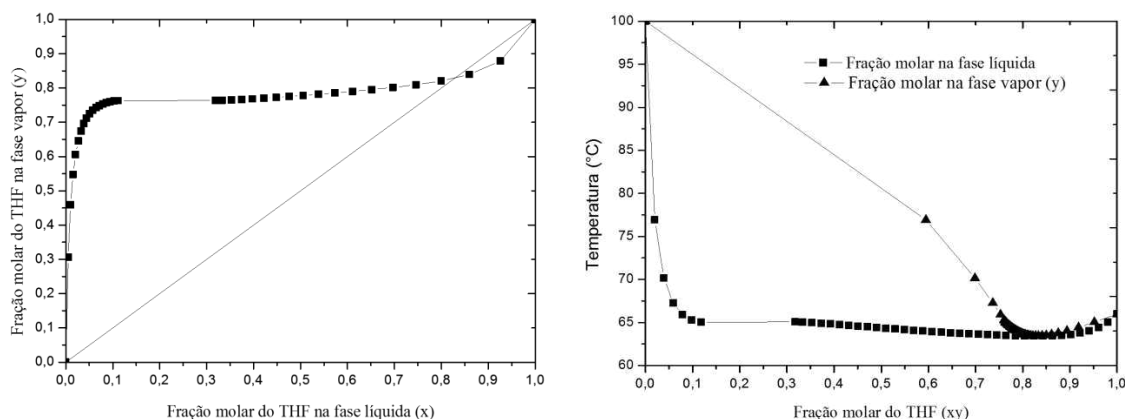 Fração molar do THF na fase vapor (y)
1,0
0,9
0,8
0,7
0,6
0,5
0,4
0,3
0,2
0,1
0,0
0,0 0,1 0,2 0,3 0,4 0,5 0,6 0,7 0,8 0,9 1,0
Fração molar do THF na fase líquida (x)
Temperatura (°C)
100
95
90
85
80
75
70
65
60
Fração molar na fase líquida
Fração molar na fase vapor (y)
0,0 0,1 0,2 0,3 0,4 0,5 0,6 0,7 0,8 0,9 1,0
Fração molar do THF (xy)